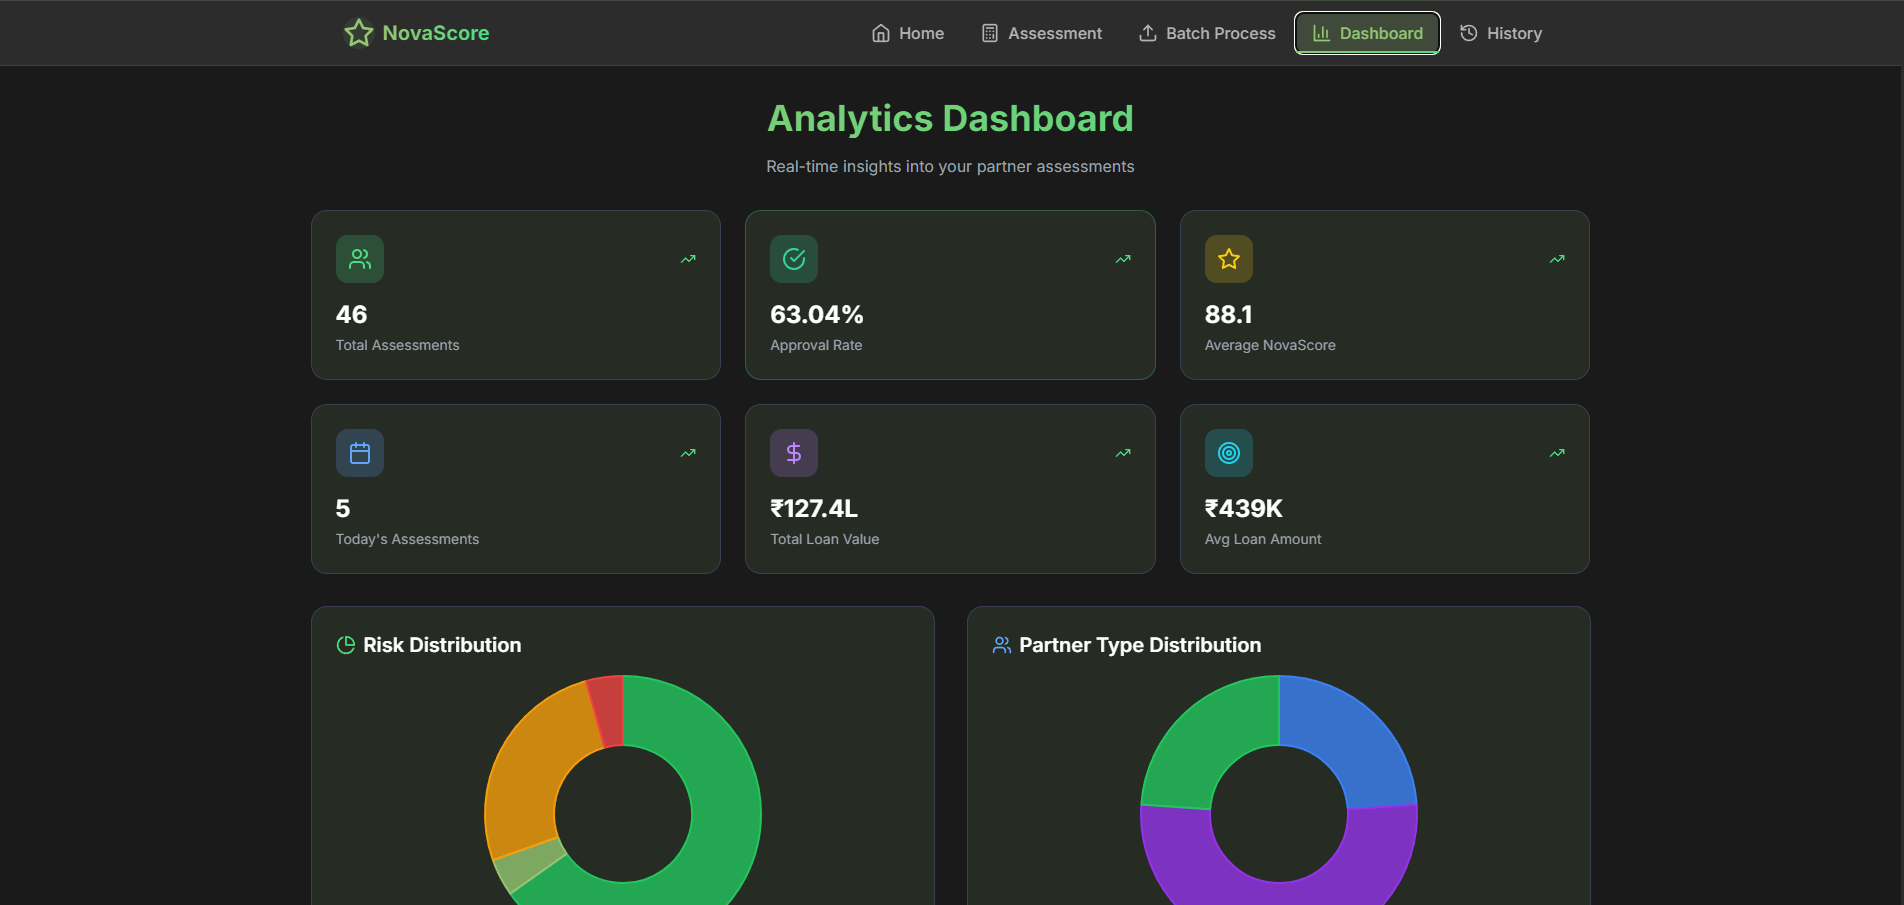 NovaScore
Home
Assessment
Batch Process
Dashboard
History
Analytics Dashboard
Real-time insights into your partner assessments
46
Total Assessments
63.04%
Approval Rate
88.1
Average NovaScore
5
Today's Assessments
₹127.4L
Total Loan Value
₹439K
Avg Loan Amount
Risk Distribution
Partner Type Distribution